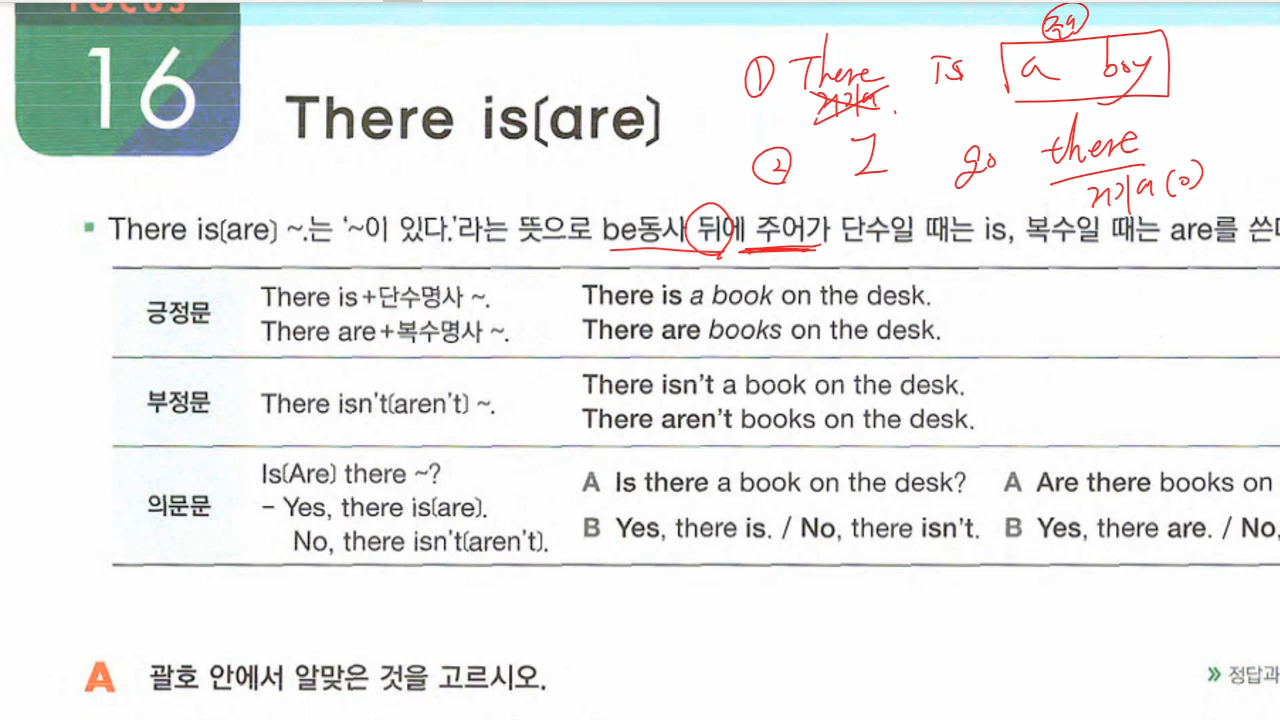 FOCUS
16
There is(are)
① There is a boy
주어
저기에.
② I go there
저기에(o)
There is(are) ~.는 '~이 있다.'라는 뜻으로 be동사 뒤에 주어가 단수일 때는 is, 복수일 때는 are를 쓴다
긍정문
There is+단수명사 ~.
There are+복수명사 ~.
There is a book on the desk.
There are books on the desk.
부정문
There isn't(aren't) ~.
There isn't a book on the desk.
There aren't books on the desk.
의문문
Is(Are) there ~?
– Yes, there is(are).
No, there isn't(aren't).
A Is there a book on the desk? A Are there books on
B Yes, there is. / No, there isn't. B Yes, there are. / No,
A 괄호 안에서 알맞은 것을 고르시오.
» 정답과